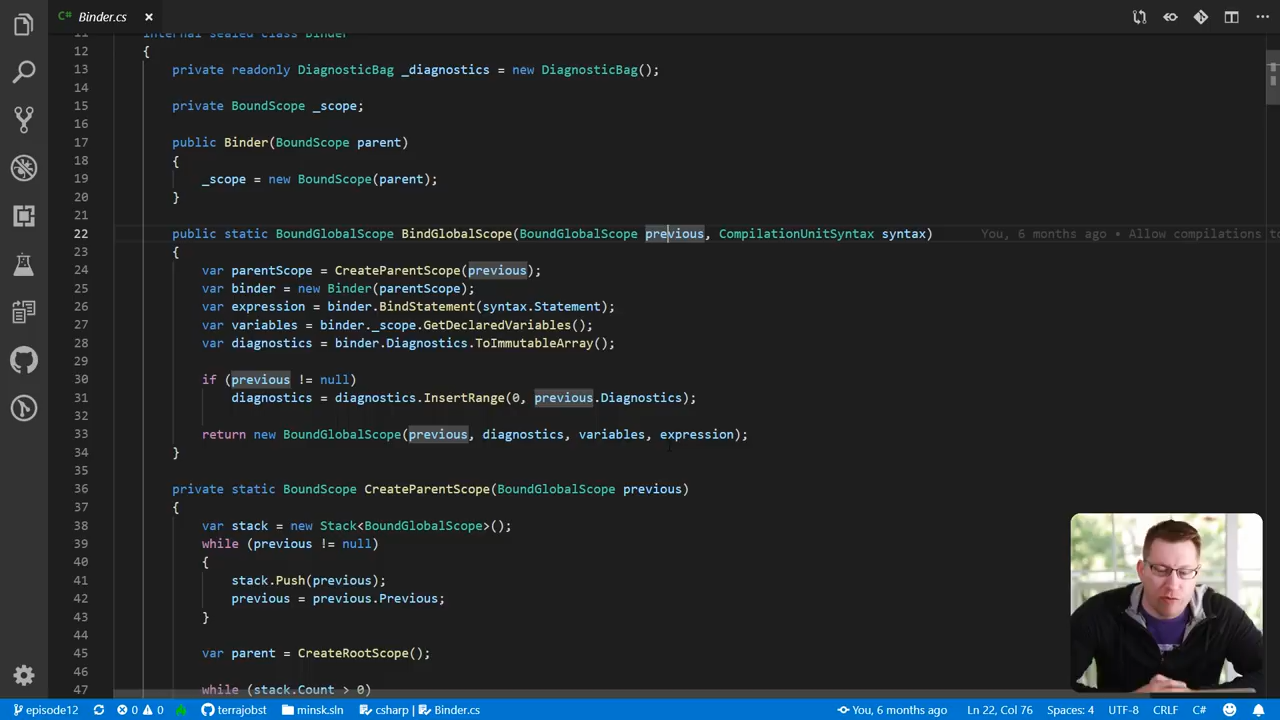 C# Binder.cs ×
11 internal sealed class Binder
12 {
13 private readonly DiagnosticBag _diagnostics = new DiagnosticBag();
14
15 private BoundScope _scope;
16
17 public Binder(BoundScope parent)
18 {
19 _scope = new BoundScope(parent);
20 }
21
22 public static BoundGlobalScope BindGlobalScope(BoundGlobalScope previous, CompilationUnitSyntax syntax) You, 6 months ago • Allow compilations to
23 {
24 var parentScope = CreateParentScope(previous);
25 var binder = new Binder(parentScope);
26 var expression = binder.BindStatement(syntax.Statement);
27 var variables = binder._scope.GetDeclaredVariables();
28 var diagnostics = binder.Diagnostics.ToImmutableArray();
29
30 if (previous != null)
31 diagnostics = diagnostics.InsertRange(0, previous.Diagnostics);
32
33 return new BoundGlobalScope(previous, diagnostics, variables, expression);
34 }
35
36 private static BoundScope CreateParentScope(BoundGlobalScope previous)
37 {
38 var stack = new Stack<BoundGlobalScope>();
39 while (previous != null)
40 {
41 stack.Push(previous);
42 previous = previous.Previous;
43 }
44
45 var parent = CreateRootScope();
46
47 while (stack.Count > 0)
episode12 0 0 terrajobst minsk.sln csharp | Binder.cs You, 6 months ago Ln 22, Col 76 Spaces: 4 UTF-8 CRLF C#